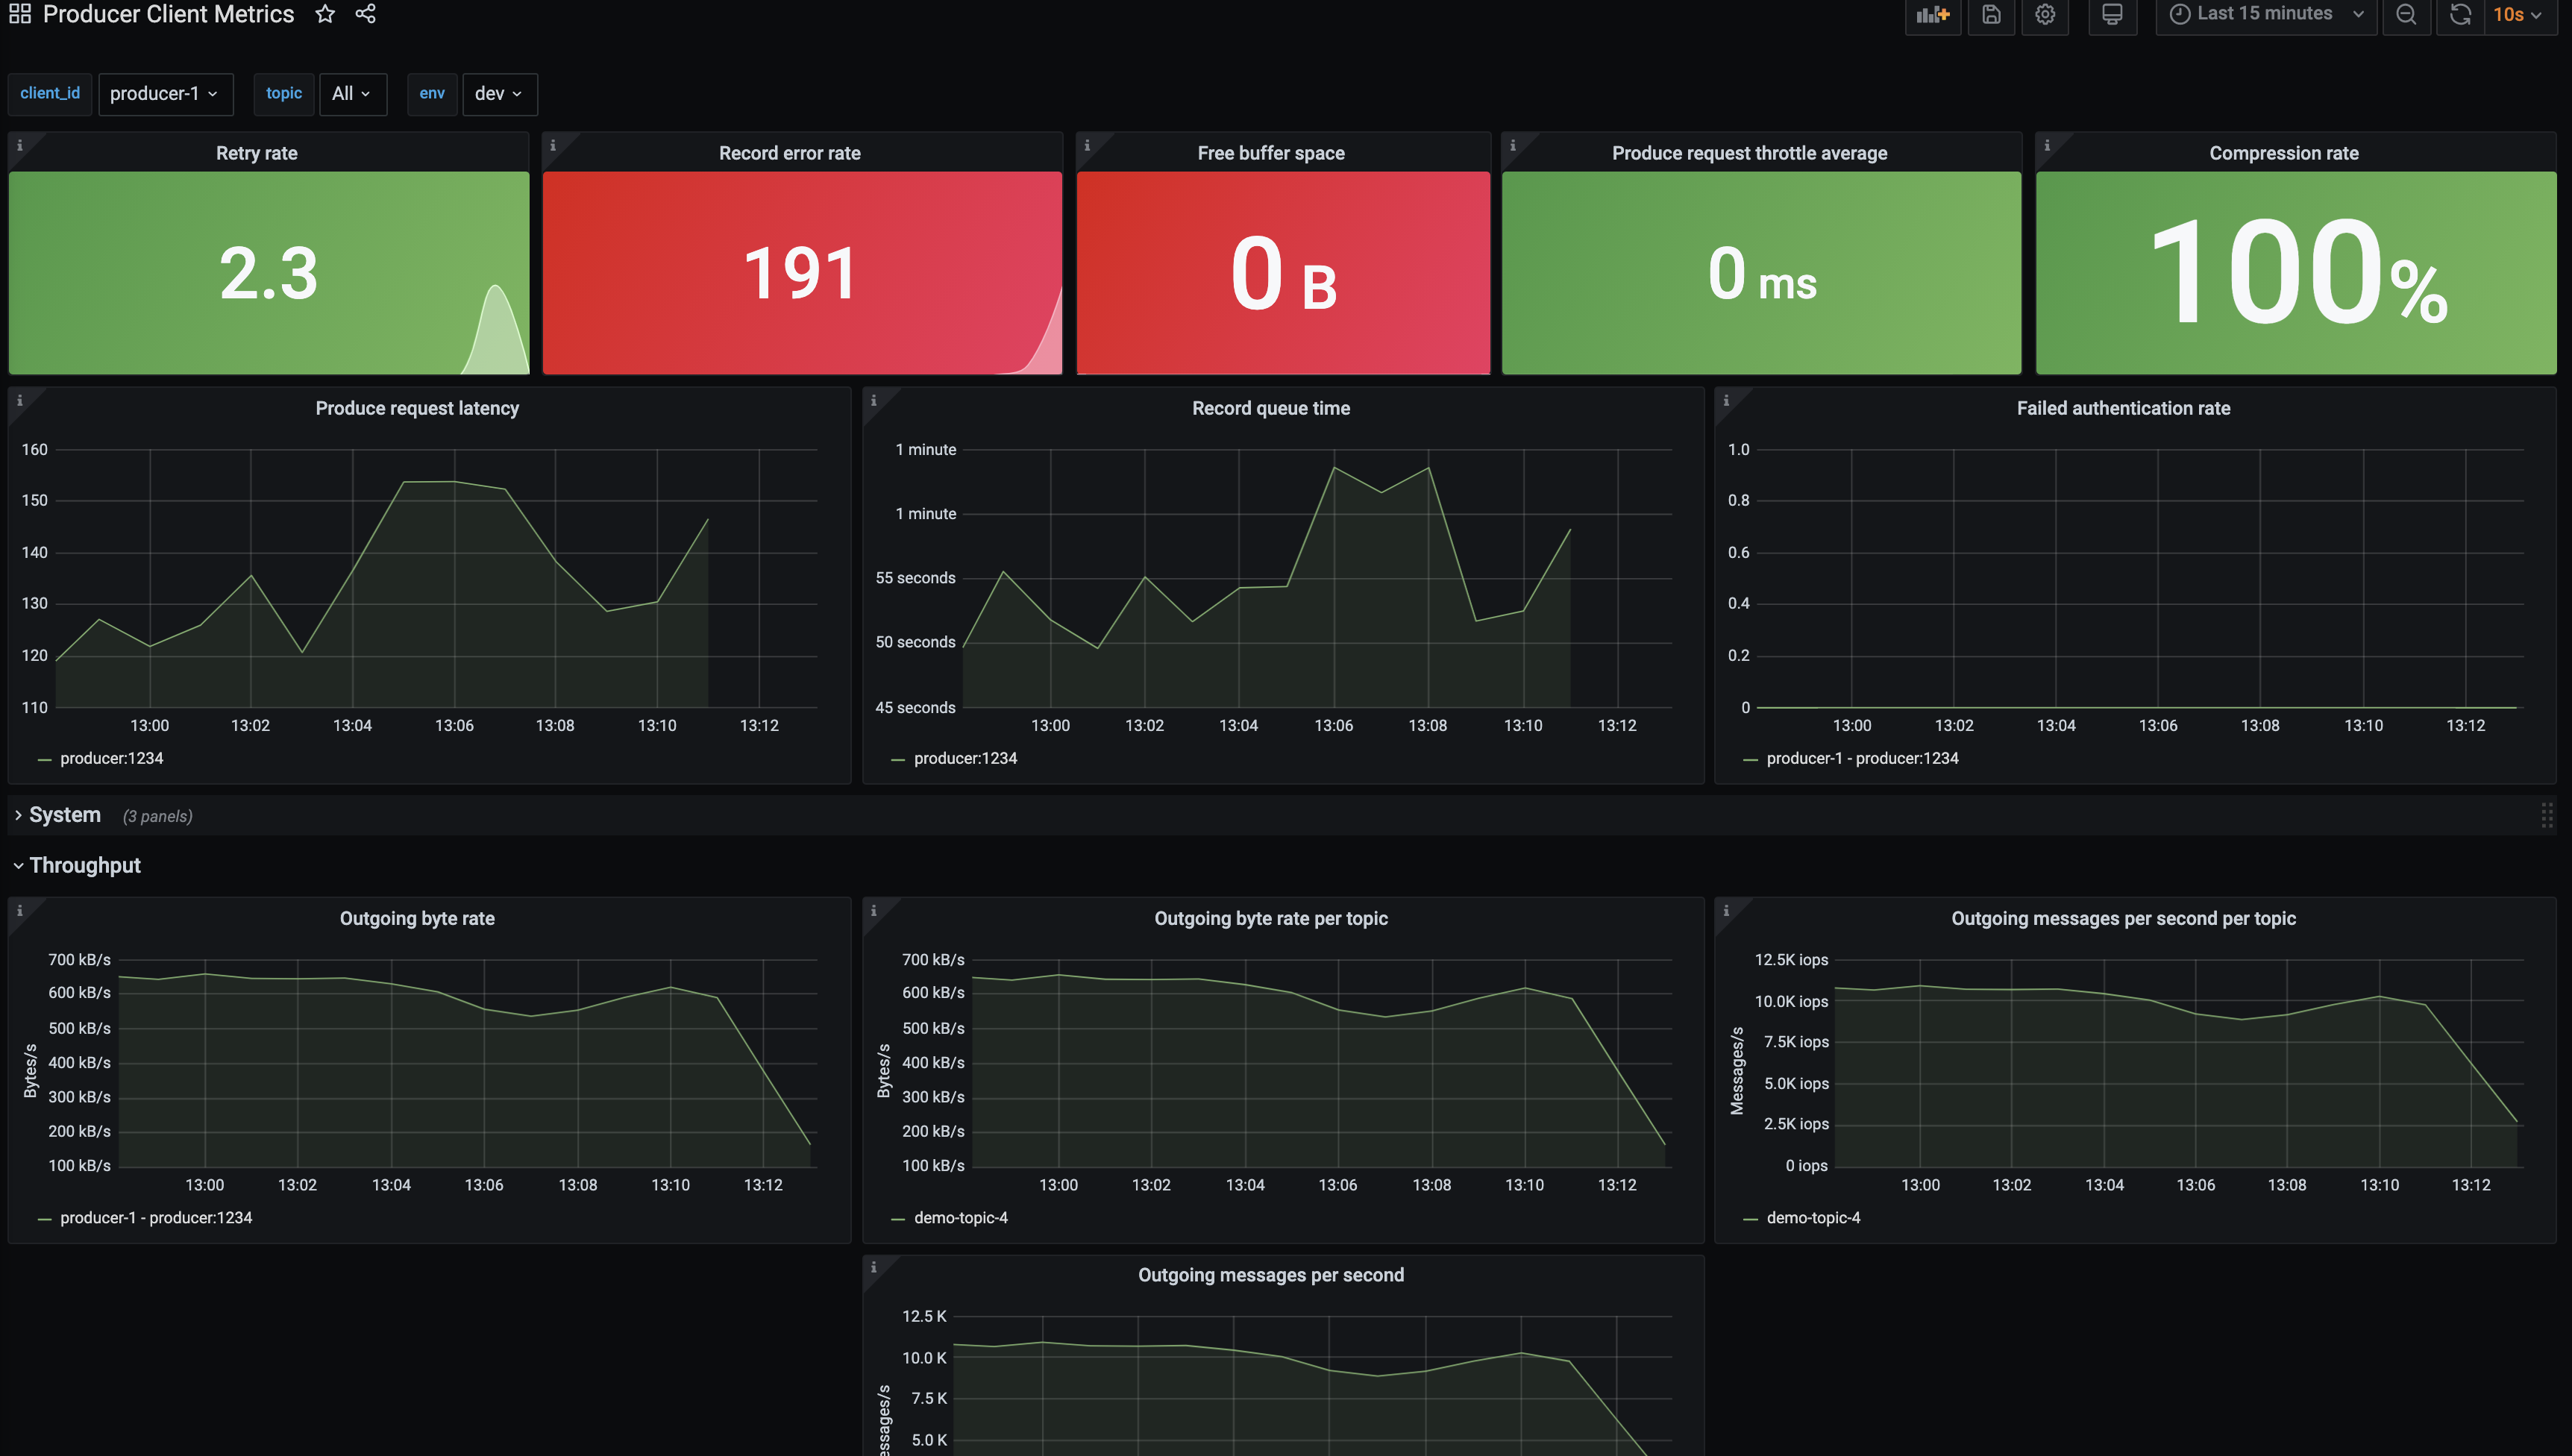 Producer Client Metrics
Last 15 minutes
10s
client_id producer-1 topic All env dev
Retry rate
2.3
Record error rate
191
Free buffer space
0 B
Produce request throttle average
0 ms
Compression rate
100%
Produce request latency
160
150
140
130
120
110
13:00 13:02 13:04 13:06 13:08 13:10 13:12
producer:1234
Record queue time
1 minute
1 minute
55 seconds
50 seconds
45 seconds
13:00 13:02 13:04 13:06 13:08 13:10 13:12
producer:1234
Failed authentication rate
1.0
0.8
0.6
0.4
0.2
0
13:00 13:02 13:04 13:06 13:08 13:10 13:12
producer-1 - producer:1234
System (3 panels)
Throughput
Outgoing byte rate
Bytes/s
700 kB/s
600 kB/s
500 kB/s
400 kB/s
300 kB/s
200 kB/s
100 kB/s
13:00 13:02 13:04 13:06 13:08 13:10 13:12
producer-1 - producer:1234
Outgoing byte rate per topic
Bytes/s
700 kB/s
600 kB/s
500 kB/s
400 kB/s
300 kB/s
200 kB/s
100 kB/s
13:00 13:02 13:04 13:06 13:08 13:10 13:12
demo-topic-4
Outgoing messages per second per topic
Messages/s
12.5K iops
10.0K iops
7.5K iops
5.0K iops
2.5K iops
0 iops
13:00 13:02 13:04 13:06 13:08 13:10 13:12
demo-topic-4
Outgoing messages per second
essages/s
12.5 K
10.0 K
7.5 K
5.0 K